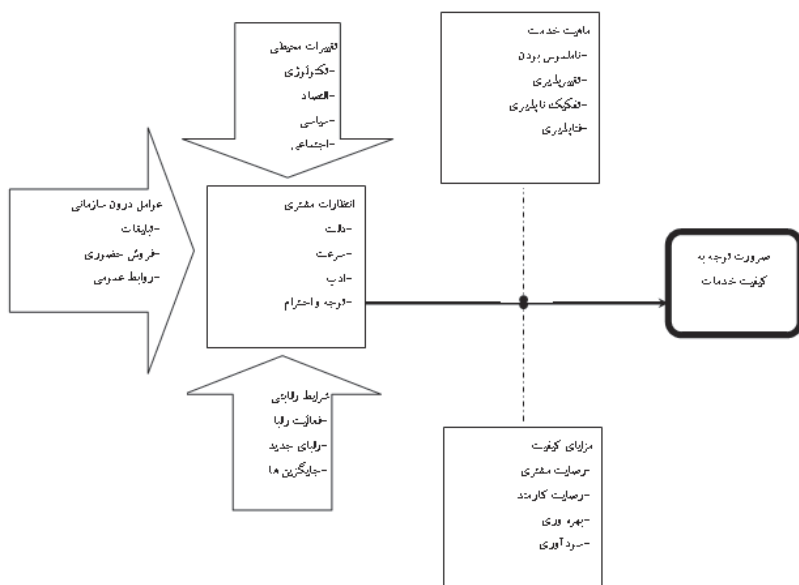 تغییرات محیطی
-تکنولوژی
-اقتصاد
-سیاسی
-اجتماعی
ماهیت خدمت
-ناملموس بودن
-تغییرپذیری
-تفکیک ناپذیری
-فناپذیری
عوامل درون سازمانی
-تبلیغات
-فروش حضوری
-روابط عمومی
انتظارات مشتری
-دقت
-سرعت
-ادب
-توجه و احترام
ضرورت توجه به
کیفیت خدمات
شرایط رقابتی
-فعالیت رقبا
-رقبای جدید
-جایگزین ها
مزایای کیفیت
-رضایت مشتری
-رضایت کارمند
-بهره وری
-سود آوری